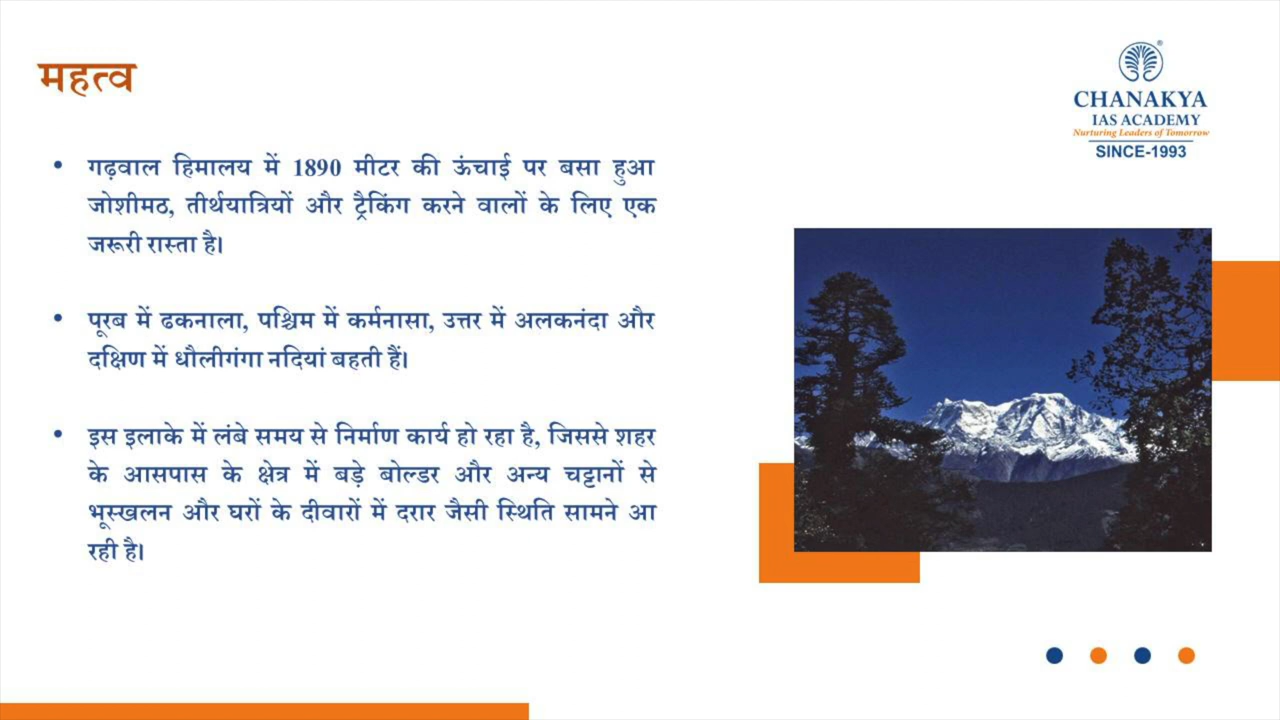 महत्व
CHANAKYA
IAS ACADEMY
Nurturing Leaders of Tomorrow
SINCE-1993
• गढ़वाल हिमालय में 1890 मीटर की ऊंचाई पर बसा हुआ
जोशीमठ, तीर्थयात्रियों और ट्रैकिंग करने वालों के लिए एक
जरूरी रास्ता है।
• पूरब में ढकनाला, पश्चिम में कर्मनासा, उत्तर में अलकनंदा और
दक्षिण में धौलीगंगा नदियां बहती हैं।
• इस इलाके में लंबे समय से निर्माण कार्य हो रहा है, जिससे शहर
के आसपास के क्षेत्र में बड़े बोल्डर और अन्य चट्टानों से
भूस्खलन और घरों के दीवारों में दरार जैसी स्थिति सामने आ
रही है।